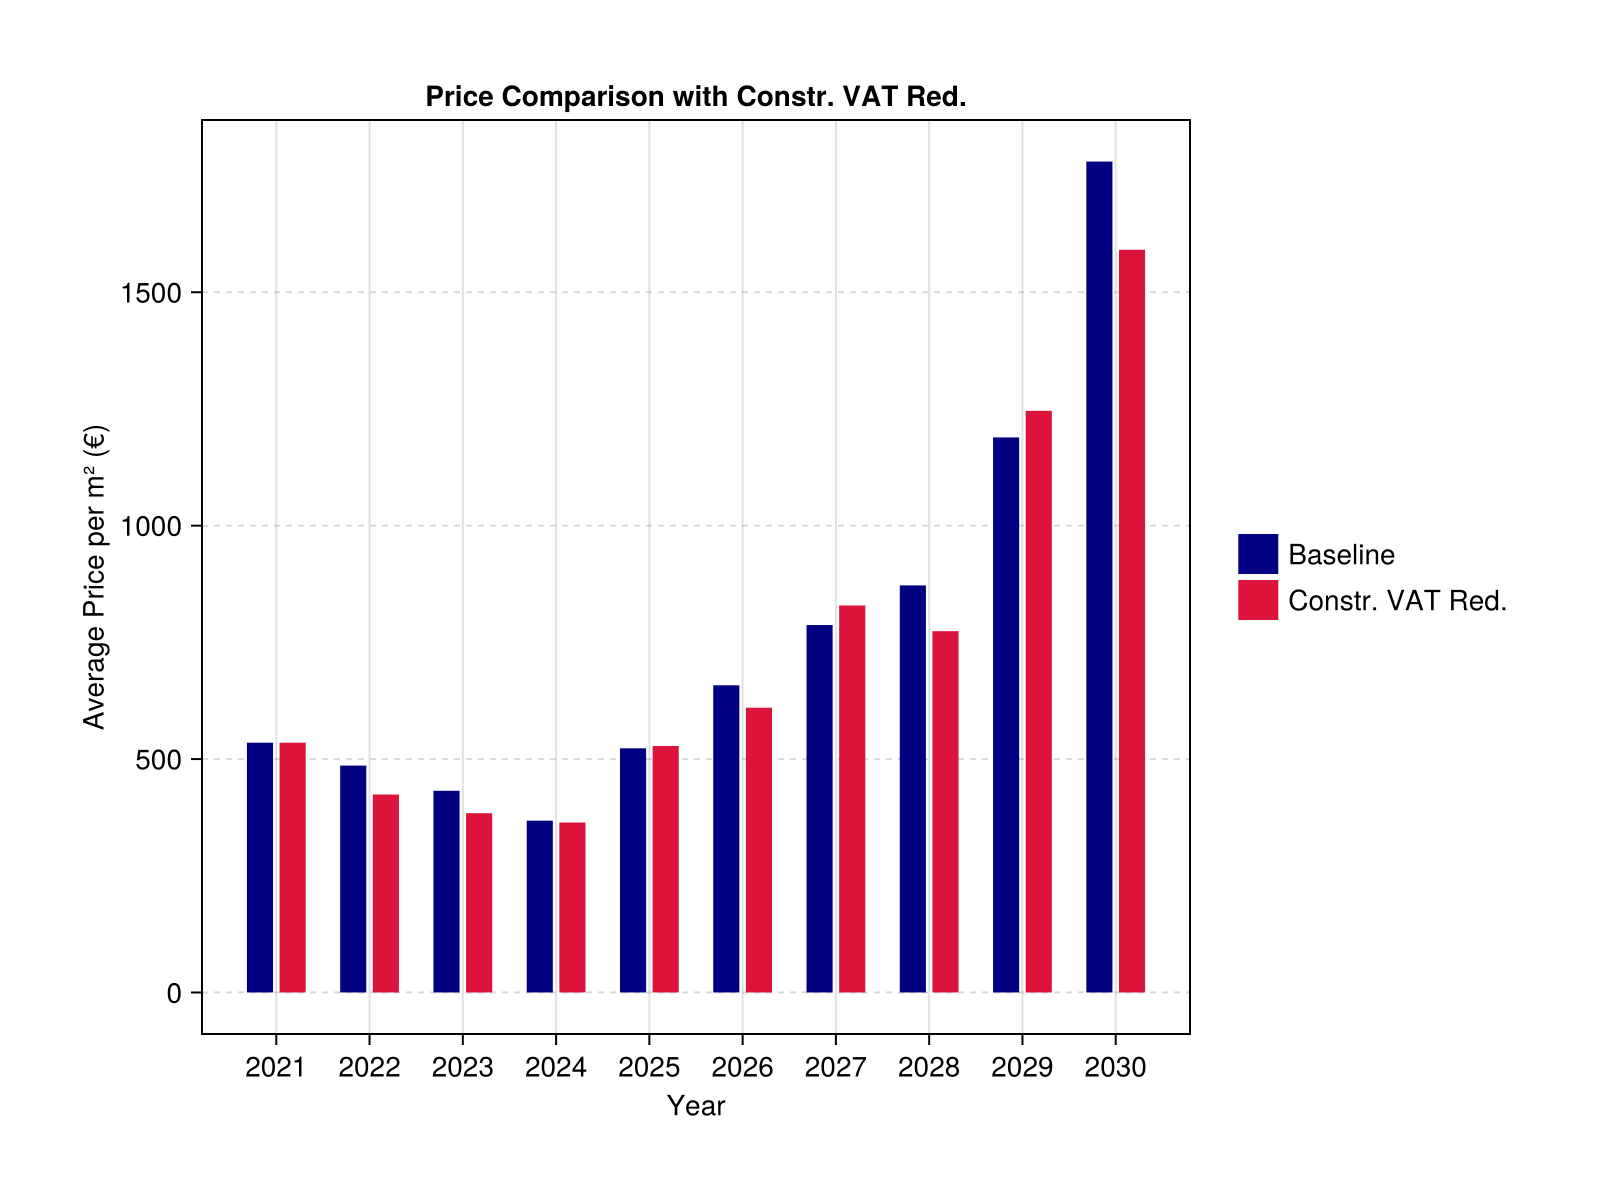 Price Comparison with Constr. VAT Red.
Average Price per m² (€)
1500
1000
500
0
2021 2022 2023 2024 2025 2026 2027 2028 2029 2030
Year
Baseline
Constr. VAT Red.